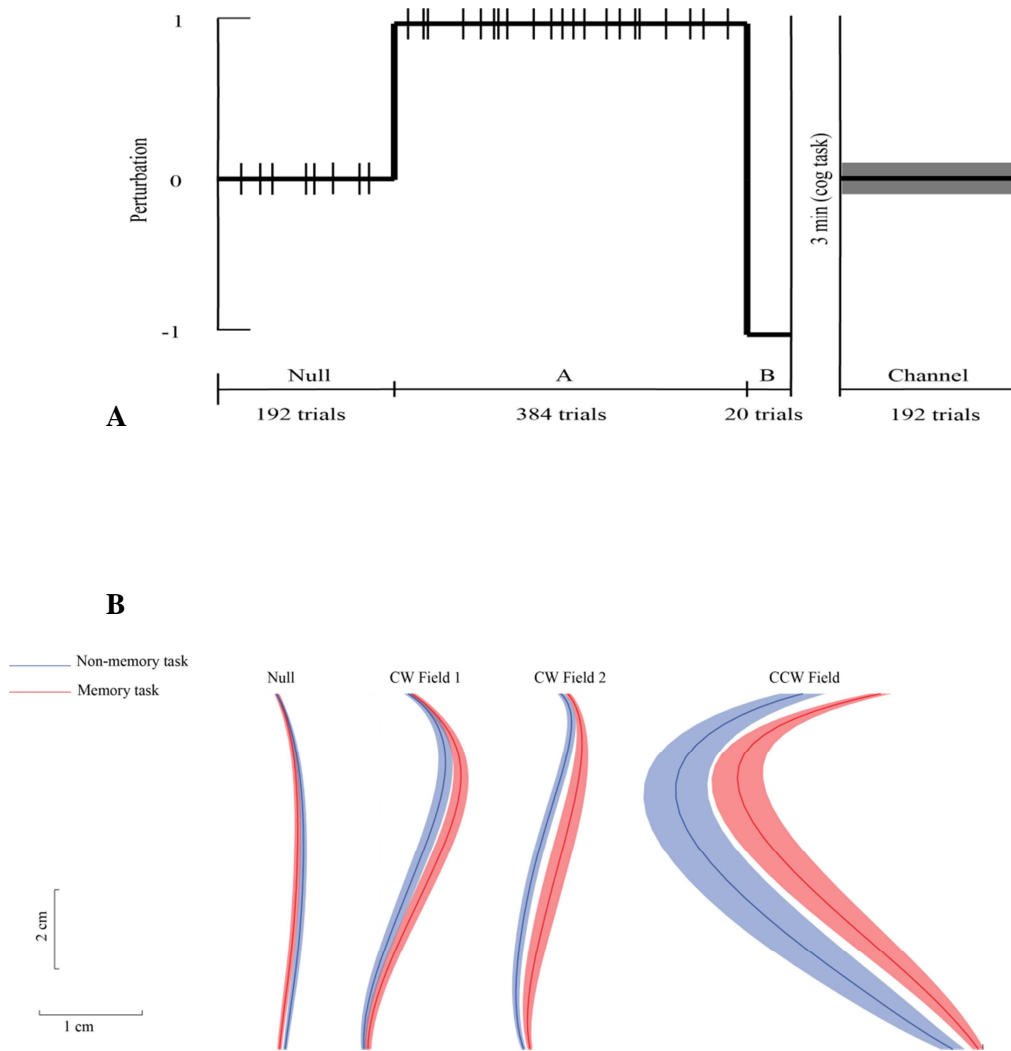 1
Perturbation
0
-1
3 min (cog task)
Null
A
B
Channel
192 trials
384 trials
20 trials
192 trials
A
B
Non-memory task
Memory task
Null
CW Field 1
CW Field 2
CCW Field
2 cm
1 cm